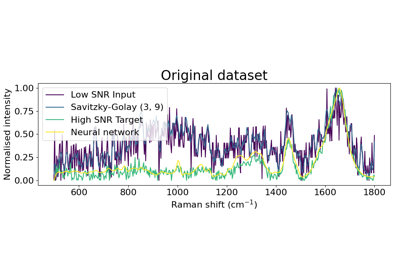 Original dataset
1.00
0.75
0.50
0.25
0.00
Normalised intensity
Low SNR Input
Savitzky-Golay (3, 9)
High SNR Target
Neural network
600 800 1000 1200 1400 1600 1800
Raman shift (cm⁻¹)